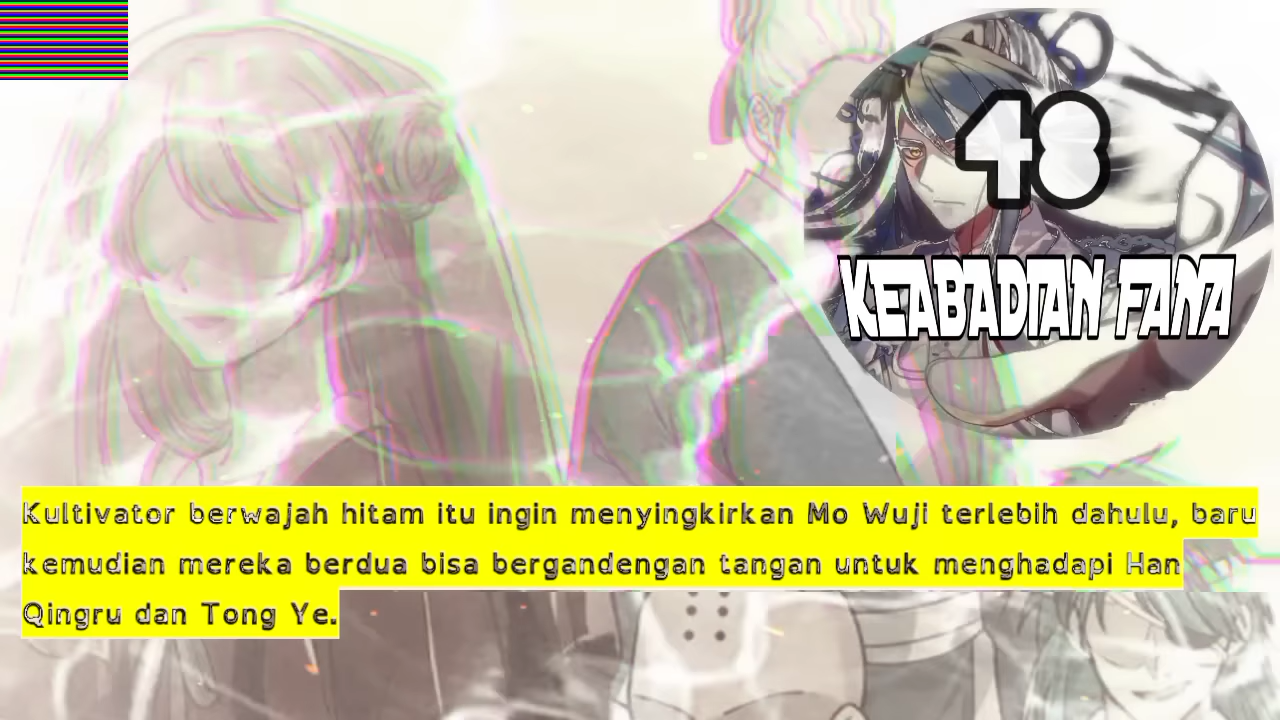 48
KEABADIAN FANA
Kultivator berwajah hitam itu ingin menyingkirkan Mo Wuji terlebih dahulu, baru
kemudian mereka berdua bisa bergandengan tangan untuk menghadapi Han
Qingru dan Tong Ye.